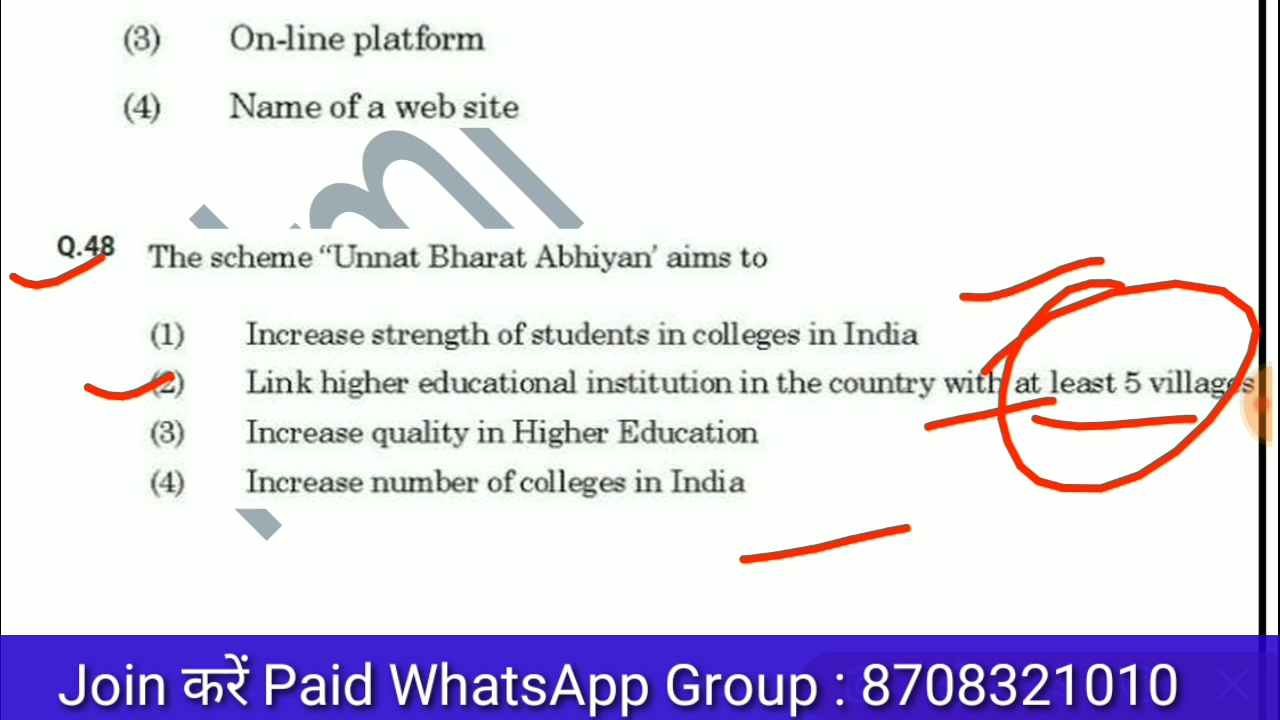 (3) On-line platform
(4) Name of a web site
Q.48 The scheme “Unnat Bharat Abhiyan’ aims to
(1) Increase strength of students in colleges in India
(2) Link higher educational institution in the country with at least 5 villages
(3) Increase quality in Higher Education
(4) Increase number of colleges in India
Join करें Paid WhatsApp Group : 8708321010